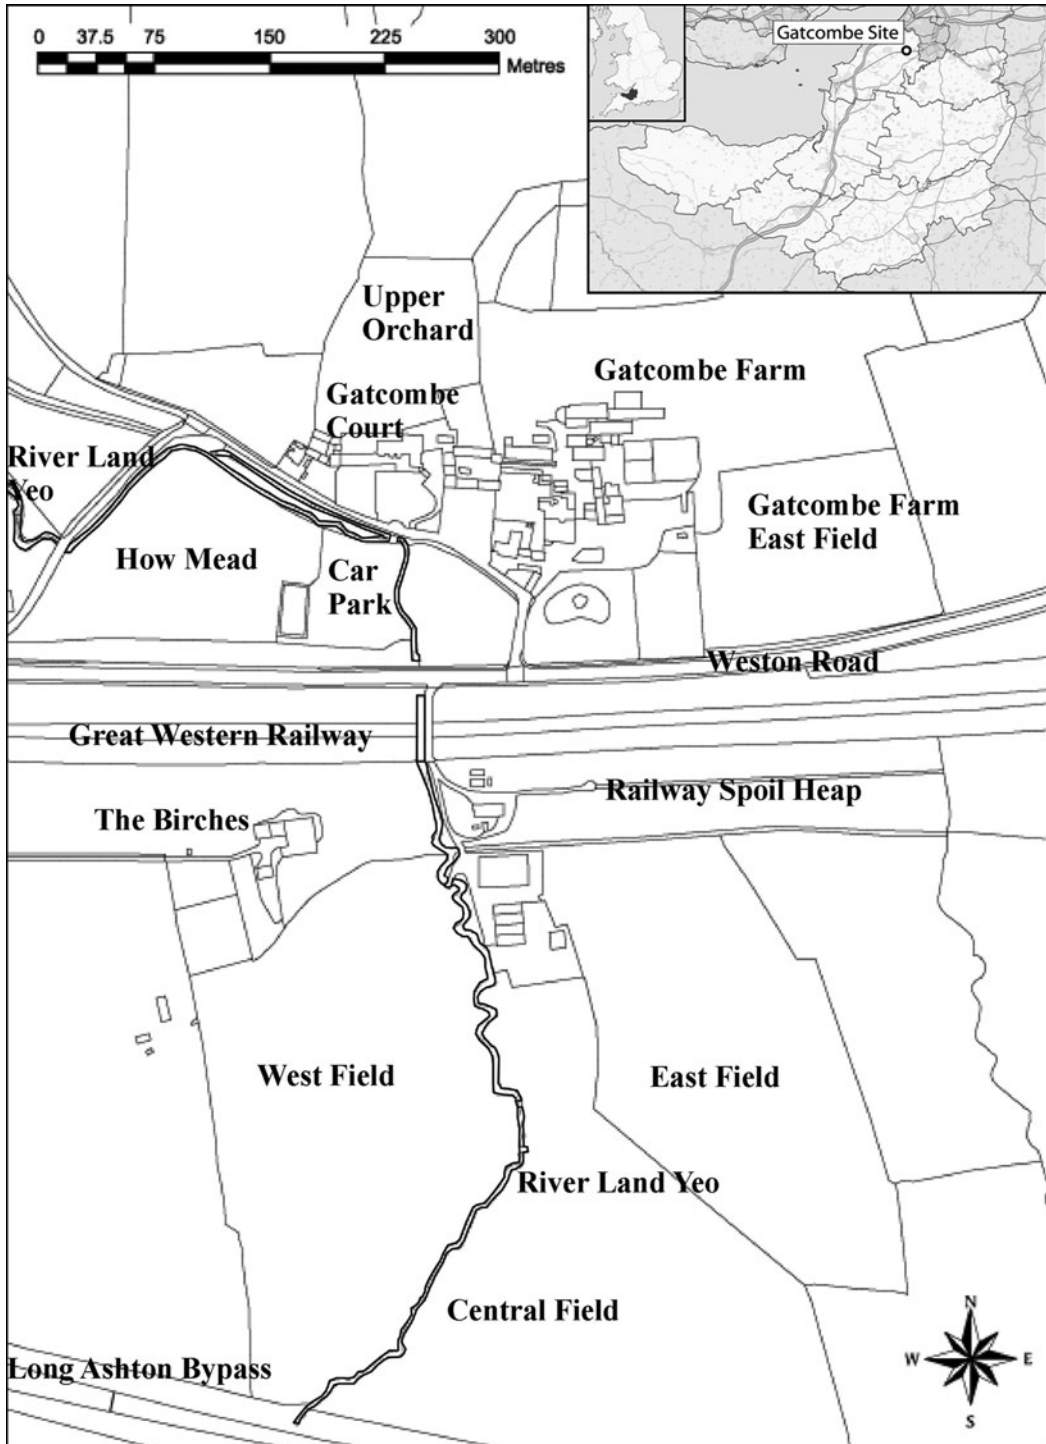 0 37.5 75 150 225 300
Metres
Gatcombe Site
Upper
Orchard
Gatcombe Farm
Gatcombe
Court
River Land
Yeo
Gatcombe Farm
East Field
How Mead
Car
Park
Weston Road
Great Western Railway
Railway Spoil Heap
The Birches
West Field
East Field
River Land Yeo
Central Field
Long Ashton Bypass
N
W E
S